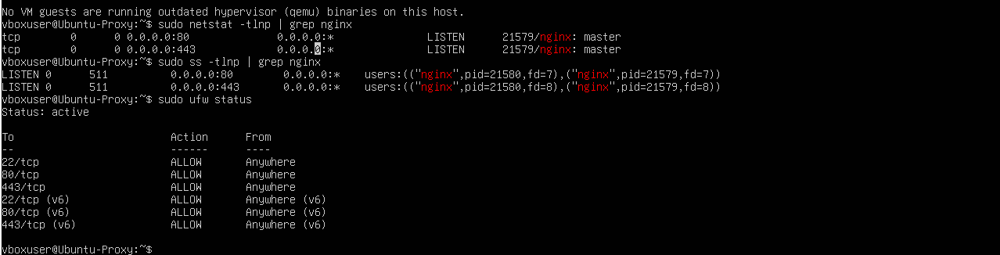 No VM guests are running outdated hypervisor (qemu) binaries on this host.
vboxuser@Ubuntu-Proxy:~$ sudo netstat -tlnp | grep nginx
tcp        0      0 0.0.0.0:80              0.0.0.0:*               LISTEN      21579/nginx: master
tcp        0      0 0.0.0.0:443             0.0.0.0:*               LISTEN      21579/nginx: master
vboxuser@Ubuntu-Proxy:~$ sudo ss -tlnp | grep nginx
LISTEN 0      511          0.0.0.0:80        0.0.0.0:*    users:(("nginx",pid=21580,fd=7),("nginx",pid=21579,fd=7))
LISTEN 0      511          0.0.0.0:443       0.0.0.0:*    users:(("nginx",pid=21580,fd=8),("nginx",pid=21579,fd=8))
vboxuser@Ubuntu-Proxy:~$ sudo ufw status
Status: active
To                         Action      From
--                         ------      ----
22/tcp                     ALLOW       Anywhere
80/tcp                     ALLOW       Anywhere
443/tcp                    ALLOW       Anywhere
22/tcp (v6)                ALLOW       Anywhere (v6)
80/tcp (v6)                ALLOW       Anywhere (v6)
443/tcp (v6)               ALLOW       Anywhere (v6)
vboxuser@Ubuntu-Proxy:~$